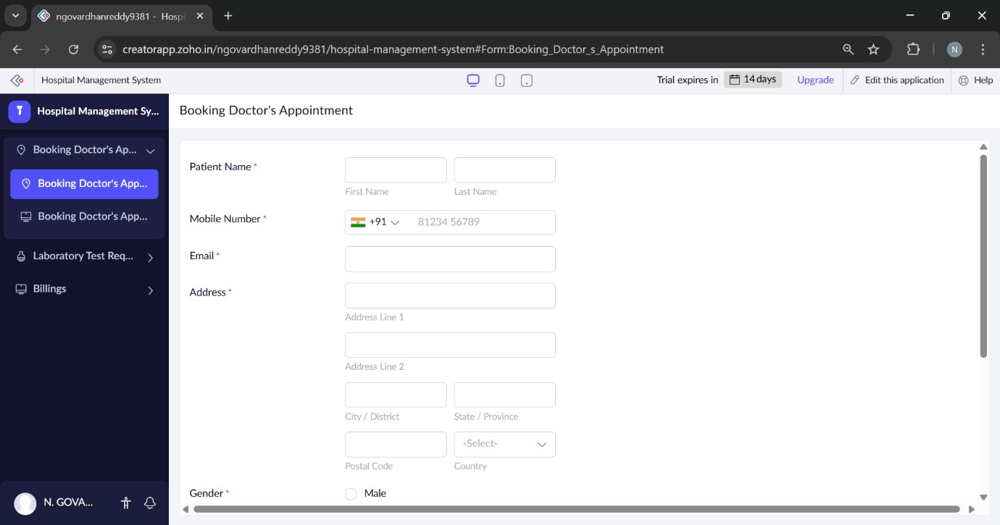 ngovardhanreddy9381 - Hospi
creatorapp.zoho.in/ngovardhanreddy9381/hospital-management-system#Form:Booking_Doctor_s_Appointment
N
Hospital Management System
Trial expires in 14 days Upgrade Edit this application Help
Hospital Management Sy...
Booking Doctor's Appointment
Booking Doctor's Ap...
Booking Doctor's App...
Booking Doctor's App...
Laboratory Test Req...
Billings
N. GOVA...
Patient Name *
First Name Last Name
Mobile Number * +91 81234 56789
Email *
Address *
Address Line 1
Address Line 2
City / District State / Province
-Select-
Postal Code Country
Gender * Male